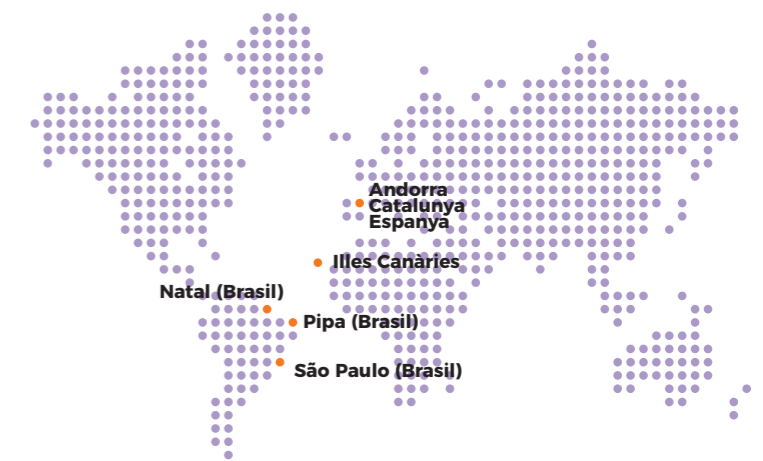 Andorra
Catalunya
Espanya
Illes Canàries
Natal (Brasil)
Pipa (Brasil)
São Paulo (Brasil)